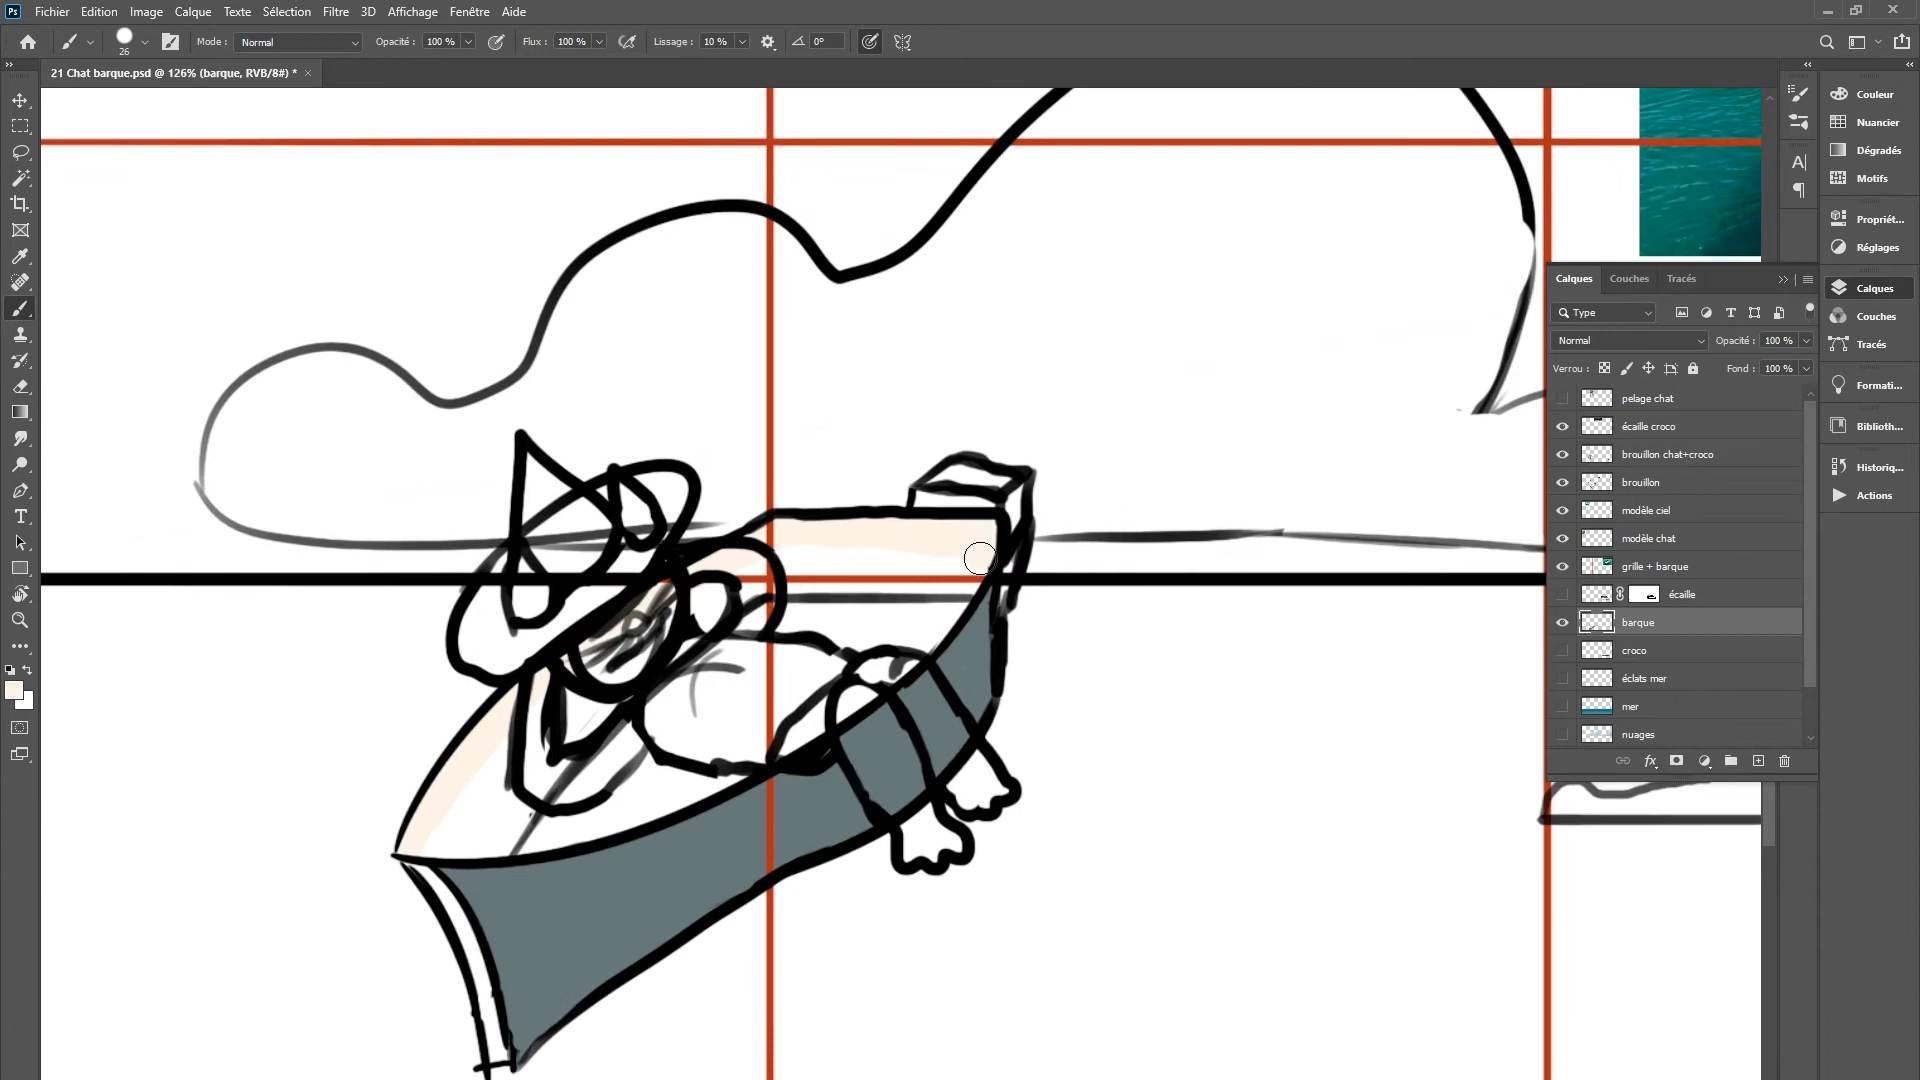 Ps Fichier Edition Image Calque Texte Sélection Filtre 3D Affichage Fenêtre Aide
26 Mode : Normal Opacité : 100 % Flux : 100 % Lissage : 10 % 0°
21 Chat barque.psd @ 126% (barque, RVB/8#) * ×
Couleur
Nuancier
Dégradés
Motifs
Propriét...
Réglages
Calques
Couches
Tracés
Formati...
Biblioth...
Historiq...
Actions
Calques Couches Tracés
Type
Normal Opacité : 100 %
Verrou : Fond : 100 %
pelage chat
écaille croco
brouillon chat+croco
brouillon
modèle ciel
modèle chat
grille + barque
écaille
barque
croco
éclats mer
mer
nuages
fx